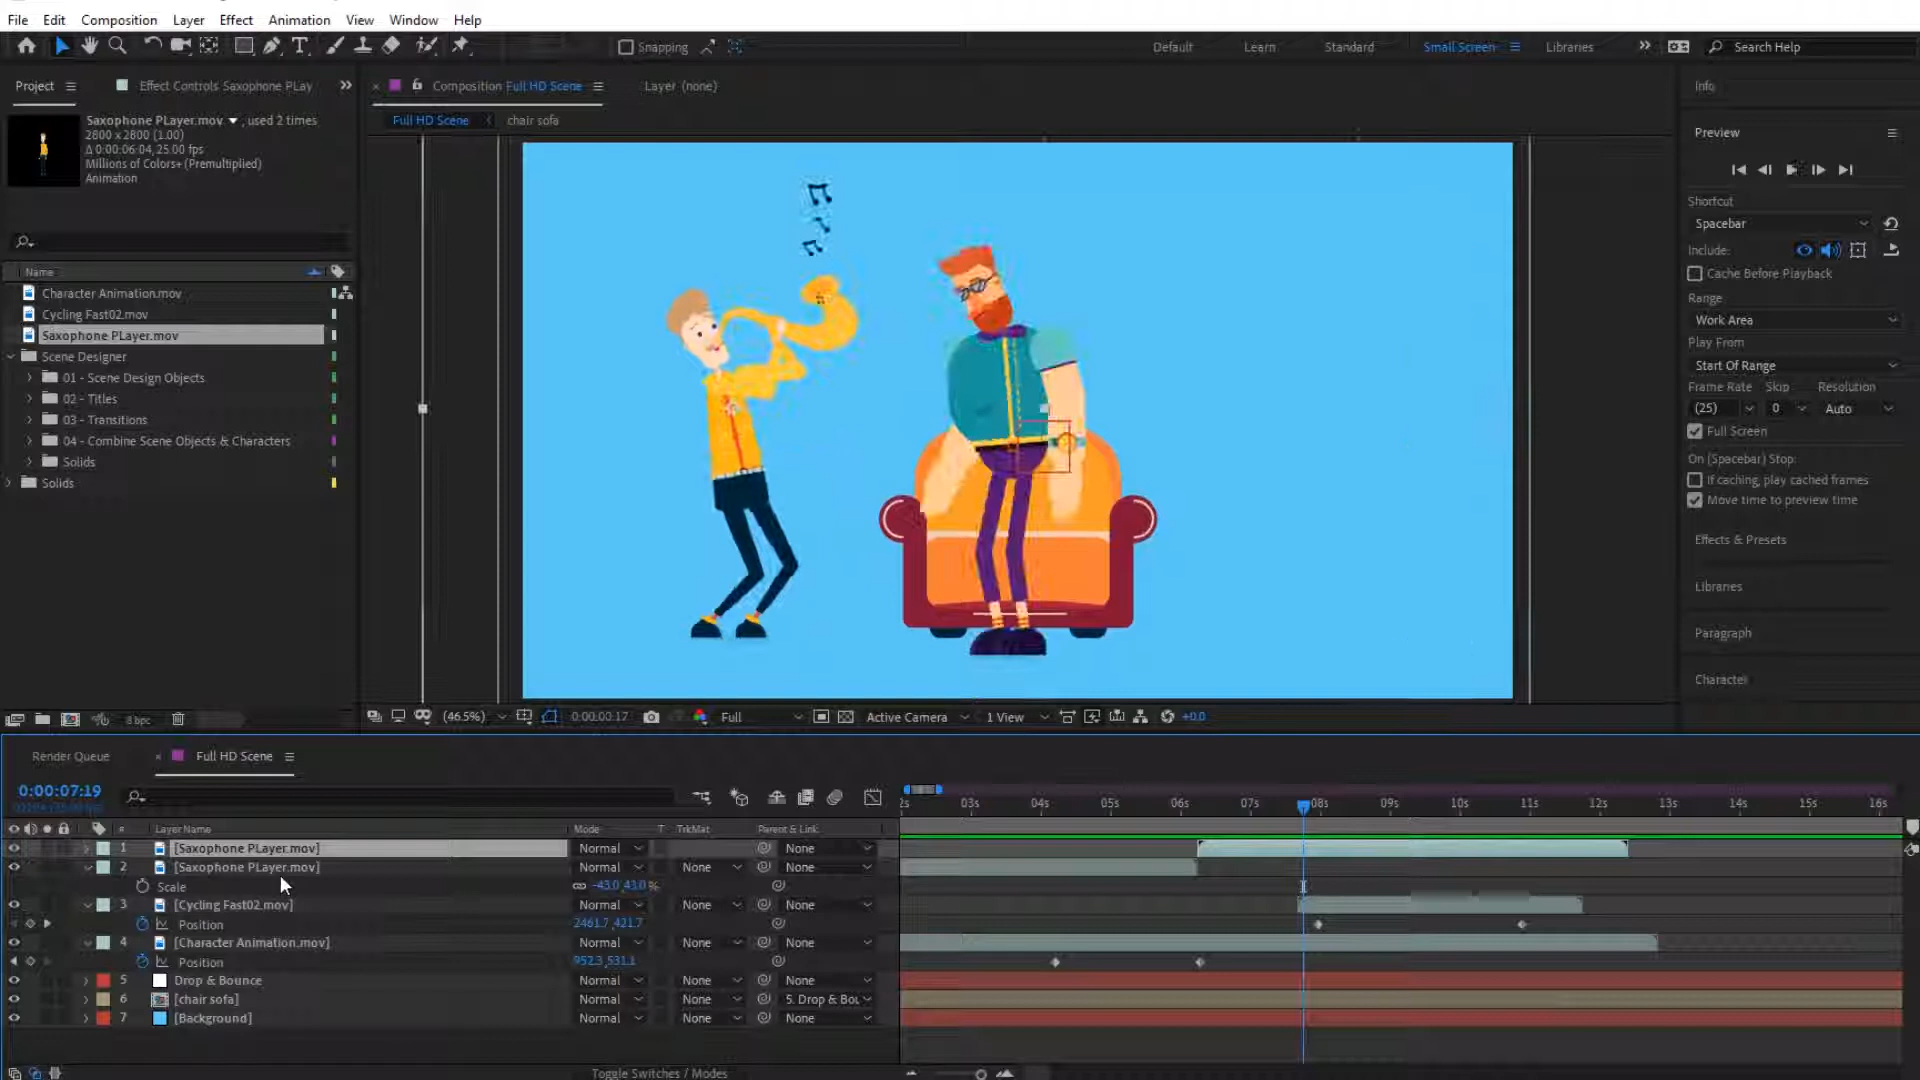 File Edit Composition Layer Effect Animation View Window Help
Snapping
Default Learn Standard Small Screen Libraries Search Help
Project Effect Controls Saxophone PLay
Composition Full HD Scene Layer (none)
Full HD Scene chair sofa
Saxophone PLayer.mov , used 2 times
2800 x 2800 (1.00)
Δ 0:00:06:04, 25.00 fps
Millions of Colors+ (Premultiplied)
Animation
Name
Character Animation.mov
Cycling Fast02.mov
Saxophone PLayer.mov
Scene Designer
01 - Scene Design Objects
02 - Titles
03 - Transitions
04 - Combine Scene Objects & Characters
Solids
Solids
8 bpc
(46.5%) 0:00:00:17 Full Active Camera 1 View +0.0
Info
Preview
Shortcut
Spacebar
Include:
Cache Before Playback
Range
Work Area
Play From
Start Of Range
Frame Rate Skip Resolution
(25) 0 Auto
Full Screen
On (Spacebar) Stop:
If caching, play cached frames
Move time to preview time
Effects & Presets
Libraries
Paragraph
Character
Render Queue Full HD Scene
0:00:07:19
2s 03s 04s 05s 06s 07s 08s 09s 10s 11s 12s 13s 14s 15s 16s
# Layer Name Mode T TrkMat Parent & Link
1 [Saxophone PLayer.mov] Normal None
2 [Saxophone PLayer.mov] Normal None None
Scale -43.0,43.0%
3 [Cycling Fast02.mov] Normal None None
Position 2461.7,421.7
4 [Character Animation.mov] Normal None None
Position 952.3,531.1
5 Drop & Bounce Normal None None
6 [chair sofa] Normal None 5. Drop & Bou
7 [Background] Normal None None
Toggle Switches / Modes